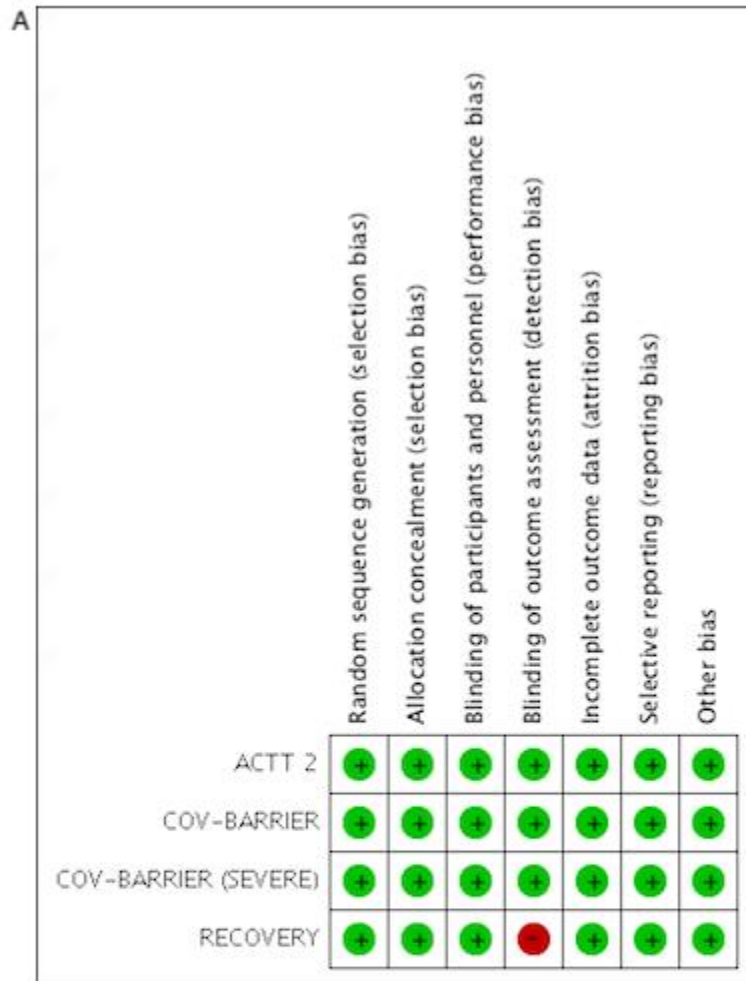 A
Random sequence generation (selection bias)
Allocation concealment (selection bias)
Blinding of participants and personnel (performance bias)
Blinding of outcome assessment (detection bias)
Incomplete outcome data (attrition bias)
Selective reporting (reporting bias)
Other bias
ACTT 2 + + + + + + +
COV-BARRIER + + + + + + +
COV-BARRIER (SEVERE) + + + + + + +
RECOVERY + + + - + + +